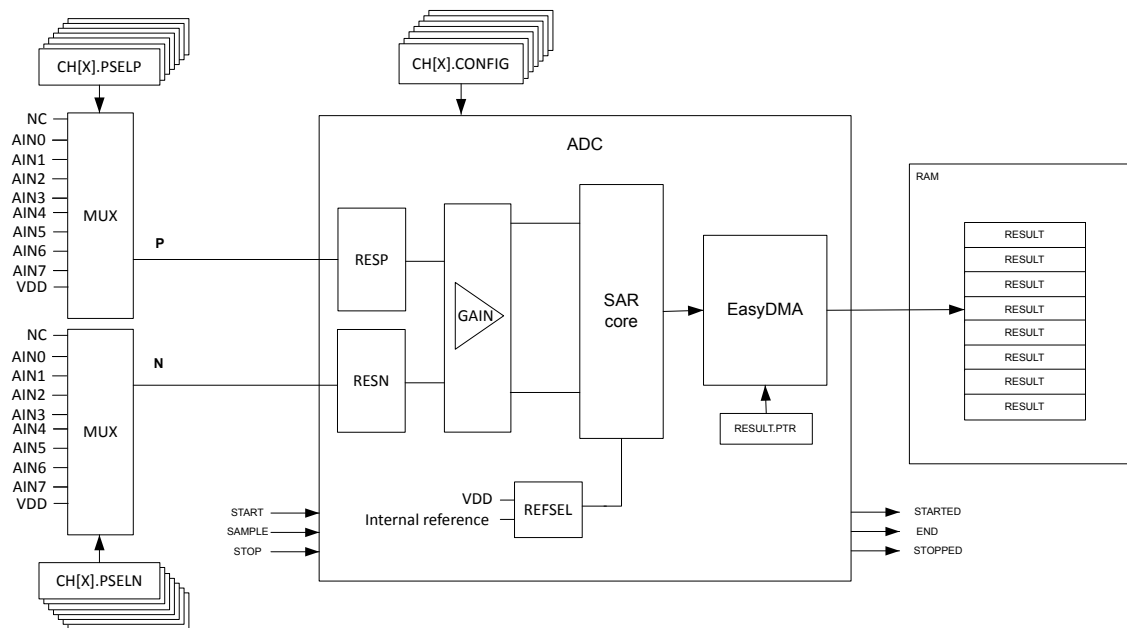 CH[X].PSELP
CH[X].CONFIG
NC
AIN0
AIN1
AIN2
AIN3
AIN4
AIN5
AIN6
AIN7
VDD
MUX
P
NC
AIN0
AIN1
AIN2
AIN3
AIN4
AIN5
AIN6
AIN7
VDD
MUX
N
CH[X].PSELN
ADC
RESP
RESN
GAIN
SAR
core
EasyDMA
RESULT.PTR
VDD
Internal reference
REFSEL
START
SAMPLE
STOP
STARTED
END
STOPPED
RAM
RESULT
RESULT
RESULT
RESULT
RESULT
RESULT
RESULT
RESULT